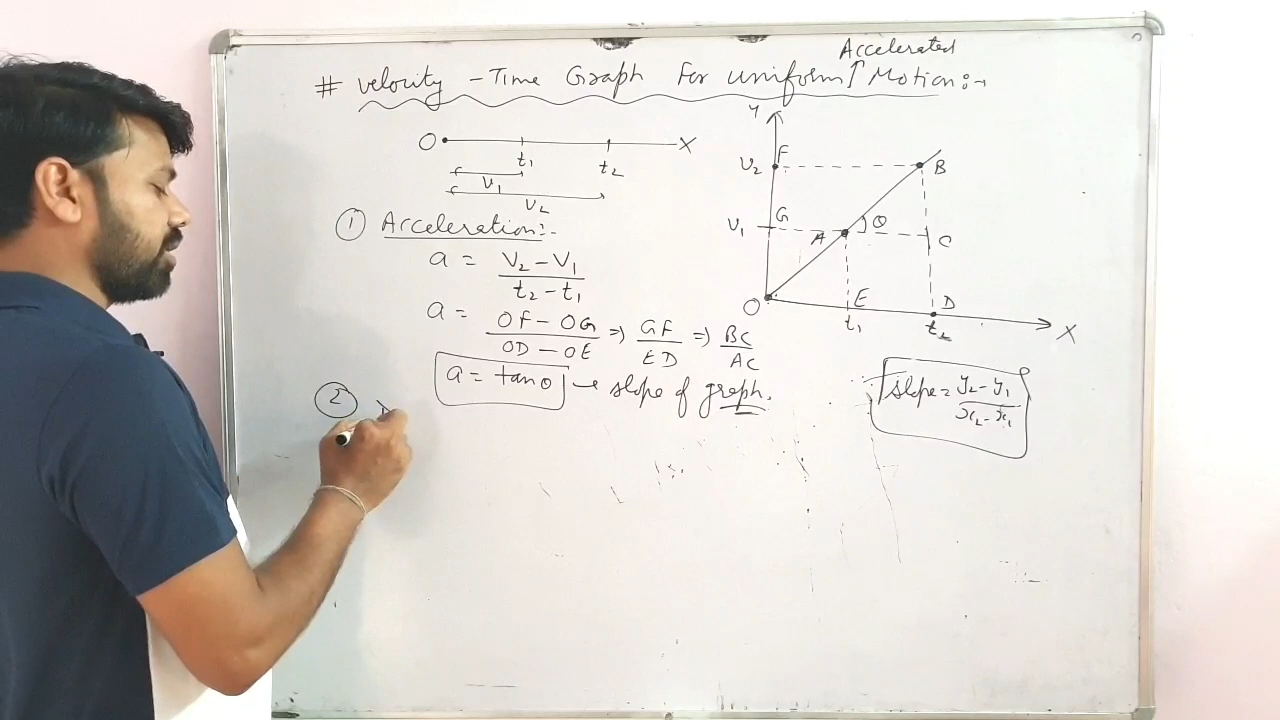 Accelerated
# velocity - Time Graph For uniform ↑ Motion :-
O X
t₁ t₂
V₁
V₂
① Acceleration:-
a = V₂ - V₁ / t₂ - t₁
a = OF - OG / OD - OE ⇒ GF / ED ⇒ BC / AC
a = tanθ → slope of graph.
②
Y
V₂ F B
V₁ G A θ C
O E D X
t₁ t₂
slope = y₂ - y₁ / x₂ - x₁